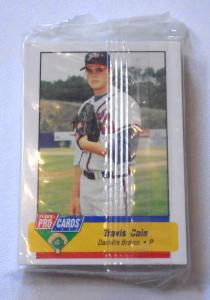 FLEER
PRO CARDS
Travis Cain
Danville Braves • P